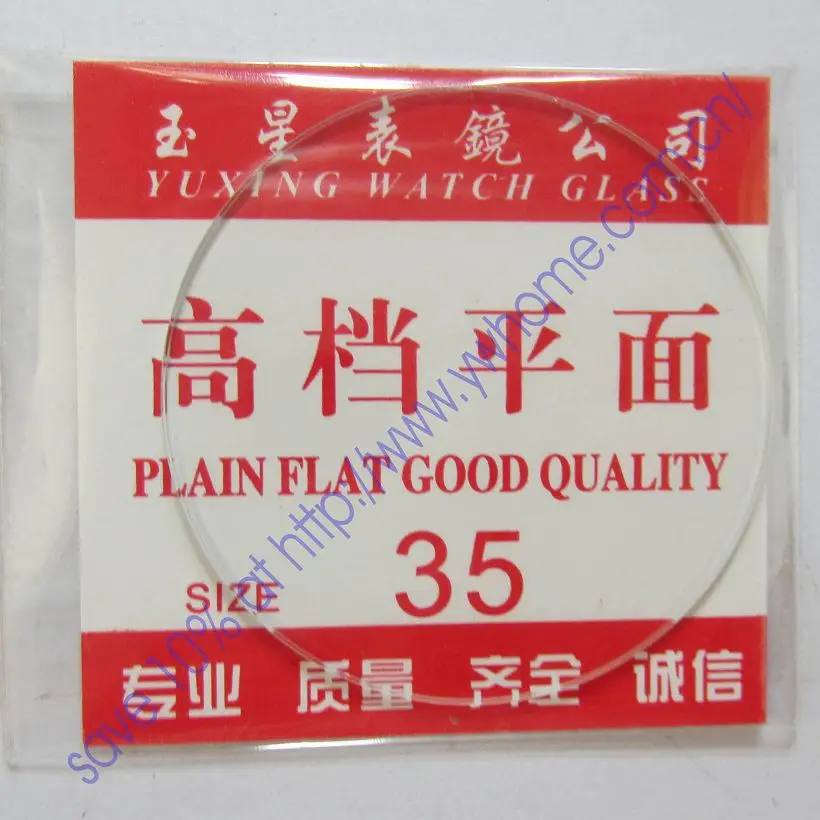 玉星表鏡公司
YUXING WATCH GLASS
高档平面
PLAIN FLAT GOOD QUALITY
SIZE 35
专业 质量 齐全 诚信
save 10% at http://www.ywhome.com.cn/